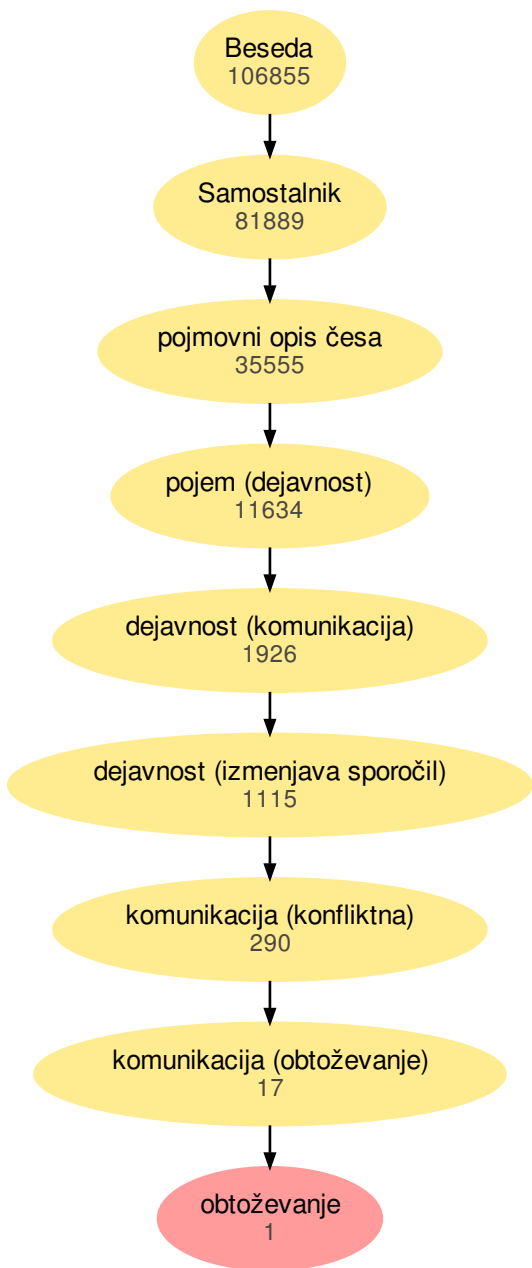 Beseda
106855
Samostalnik
81889
pojmovni opis česa
35555
pojem (dejavnost)
11634
dejavnost (komunikacija)
1926
dejavnost (izmenjava sporočil)
1115
komunikacija (konfliktna)
290
komunikacija (obtoževanje)
17
obtoževanje
1